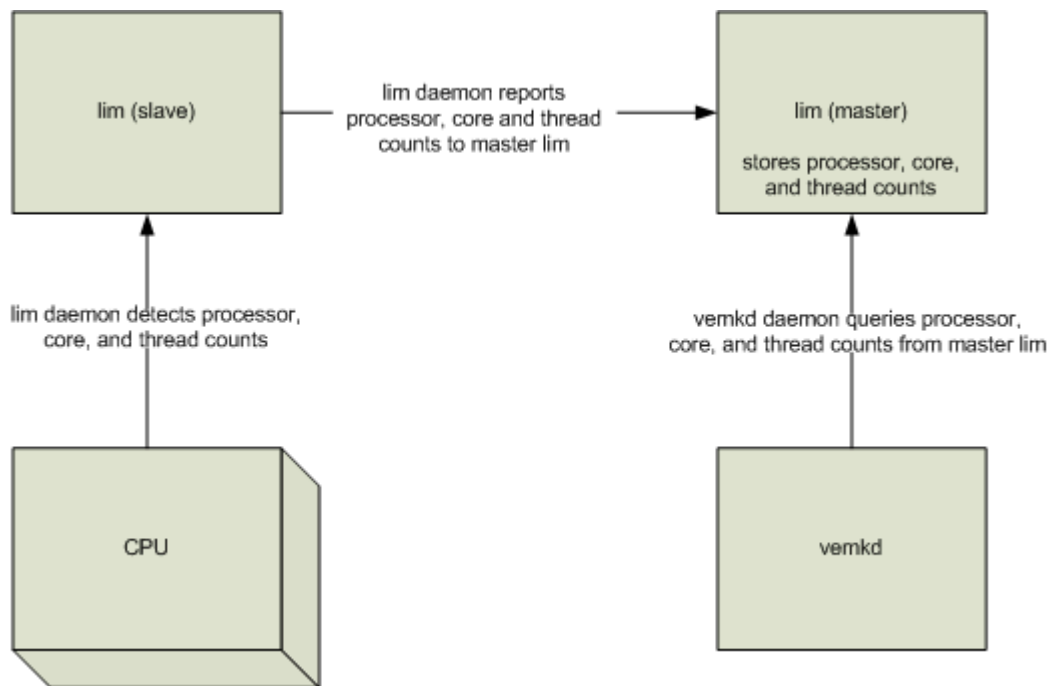 lim (slave)
lim daemon reports
processor, core and thread
counts to master lim
lim (master)
stores processor, core,
and thread counts
lim daemon detects processor,
core, and thread counts
vemkd daemon queries processor,
core, and thread counts from master lim
CPU
vemkd